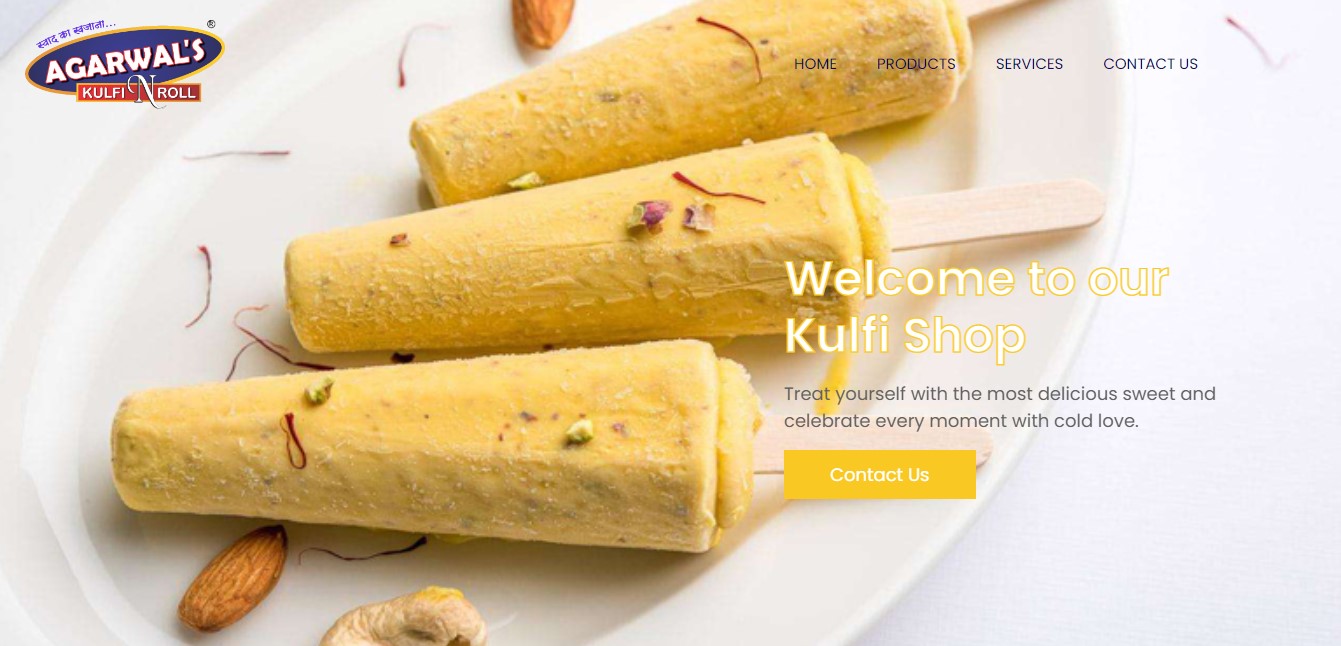 स्वाद का खजाना...
®
AGARWAL'S
KULFI N ROLL
HOME PRODUCTS SERVICES CONTACT US
Welcome to our
Kulfi Shop
Treat yourself with the most delicious sweet and
celebrate every moment with cold love.
Contact Us